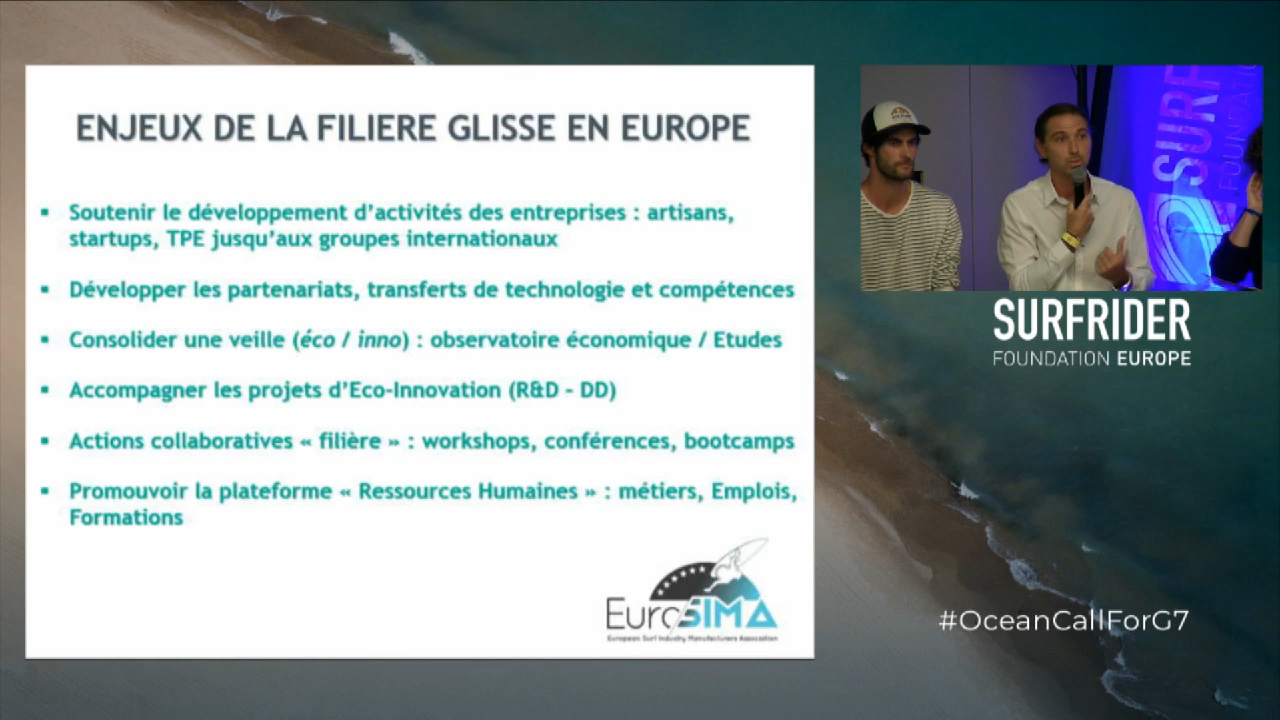 ENJEUX DE LA FILIERE GLISSE EN EUROPE
▪ Soutenir le développement d’activités des entreprises : artisans,
startups, TPE jusqu’aux groupes internationaux
▪ Développer les partenariats, transferts de technologie et compétences
▪ Consolider une veille (éco / inno) : observatoire économique / Etudes
▪ Accompagner les projets d’Eco-Innovation (R&D - DD)
▪ Actions collaboratives « filière » : workshops, conférences, bootcamps
▪ Promouvoir la plateforme « Ressources Humaines » : métiers, Emplois,
Formations
EuroSIMA
European Surf Industry Manufacturers Association
SURF
FOUNDATIO
SURFRIDER
FOUNDATION EUROPE
#OceanCallForG7